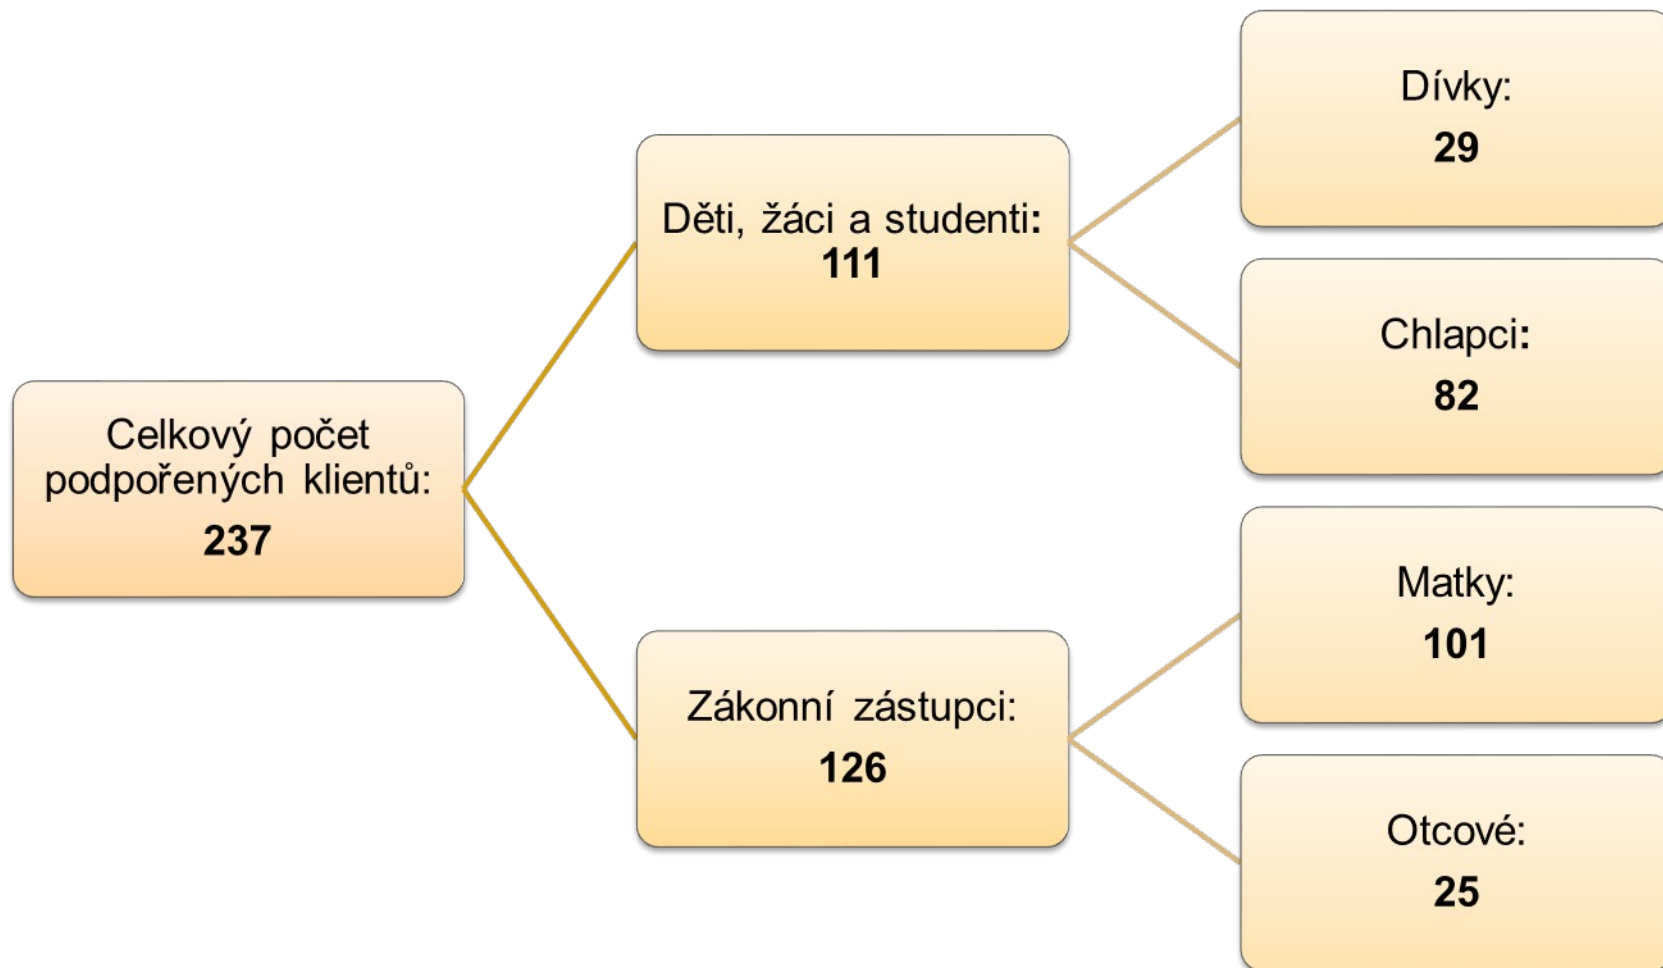 Celkový počet
podpořených klientů:
237
Děti, žáci a studenti:
111
Dívky:
29
Chlapci:
82
Zákonní zástupci:
126
Matky:
101
Otcové:
25